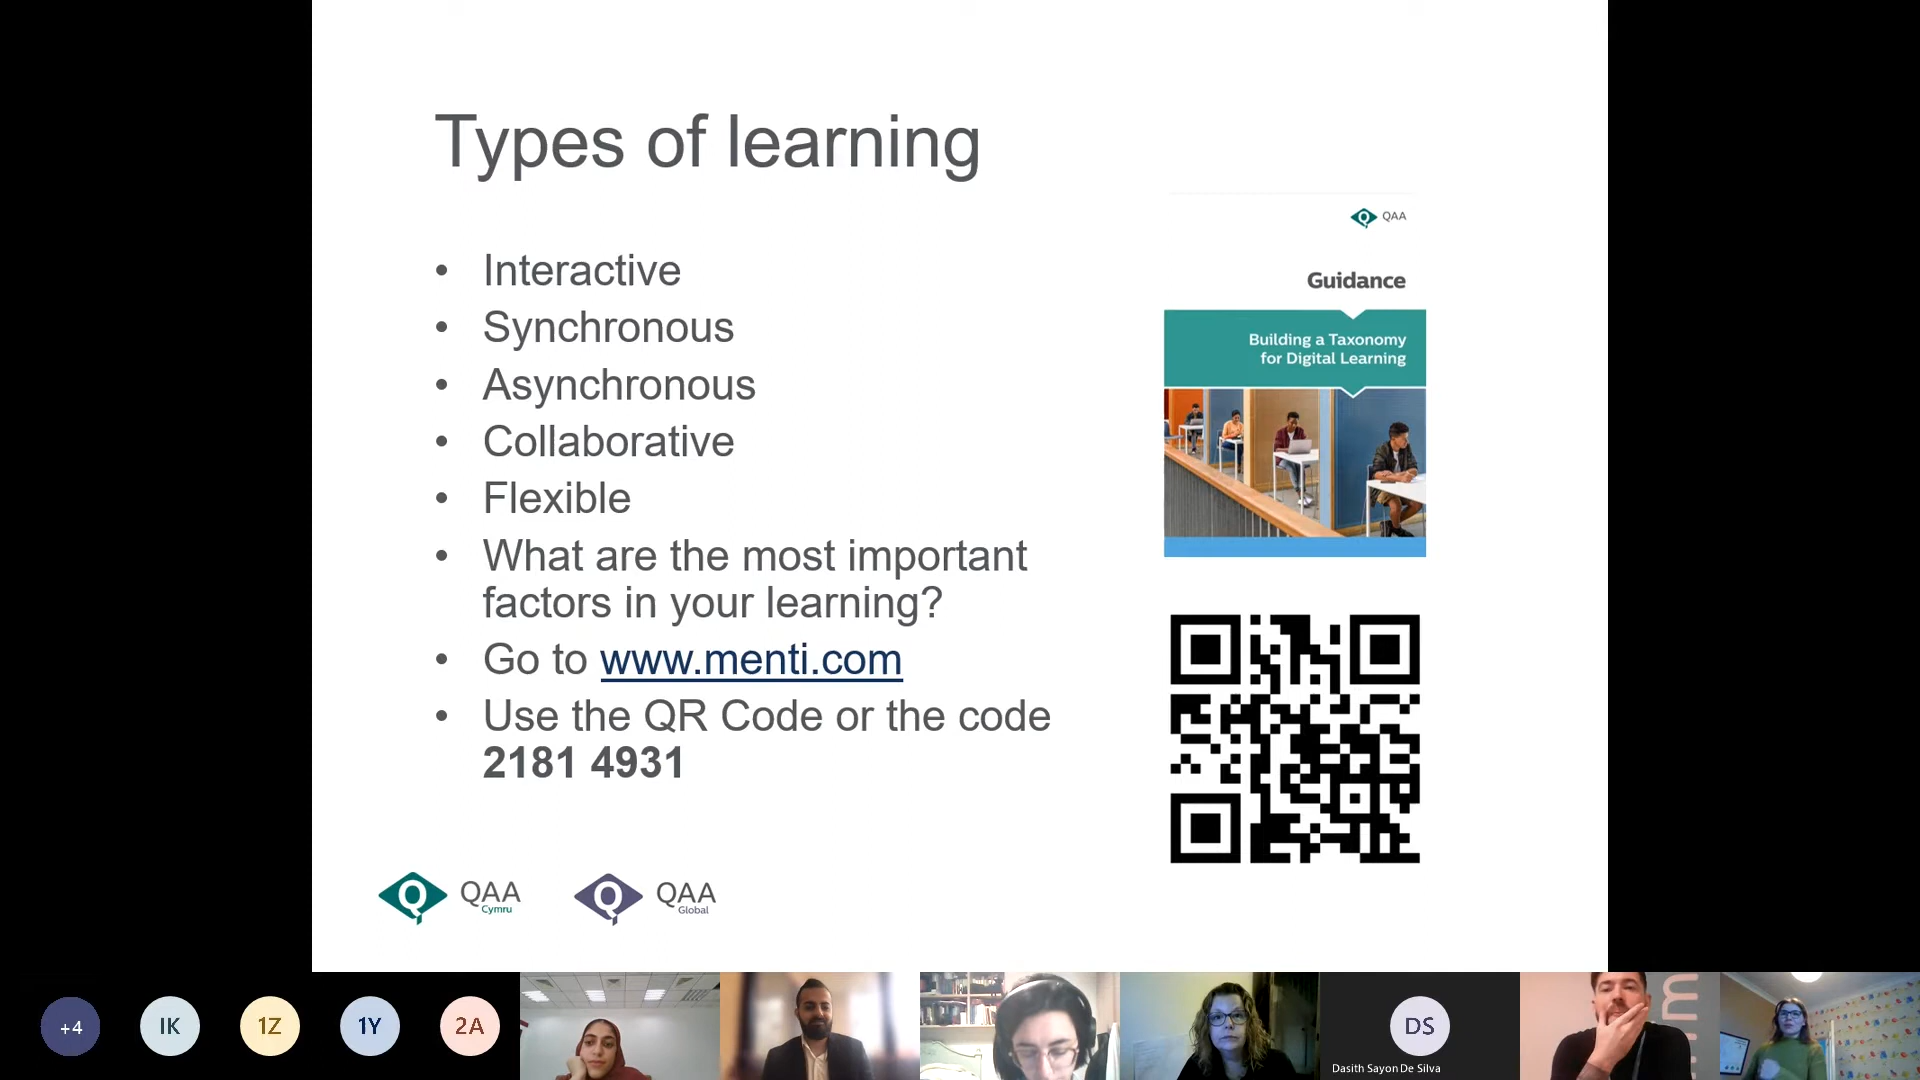 Types of learning
• Interactive
• Synchronous
• Asynchronous
• Collaborative
• Flexible
• What are the most important
factors in your learning?
• Go to www.menti.com
• Use the QR Code or the code
2181 4931
QAA
Guidance
Building a Taxonomy
for Digital Learning
QAA
Cymru
QAA
Global
+4
IK
1Z
1Y
2A
DS
Dasith Sayon De Silva